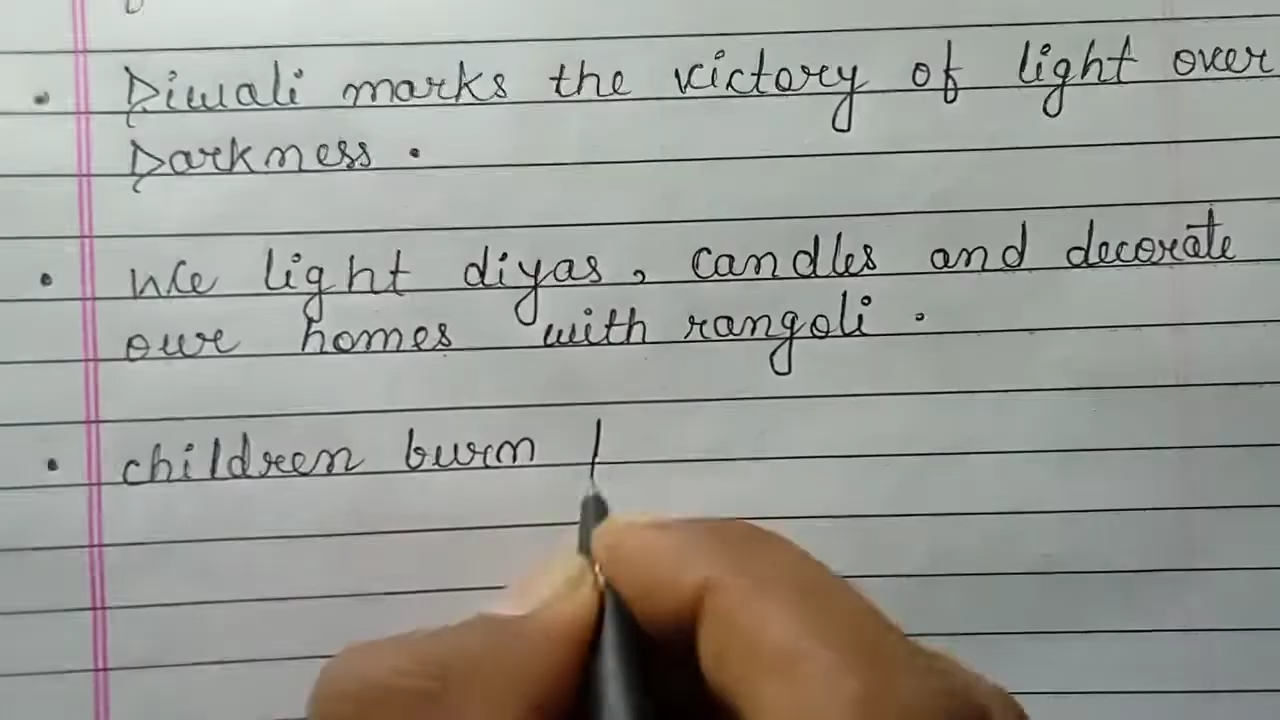 • Diwali marks the victory of light over
Darkness.
• We light diyas, candles and decorate
our homes with rangoli.
• children burn